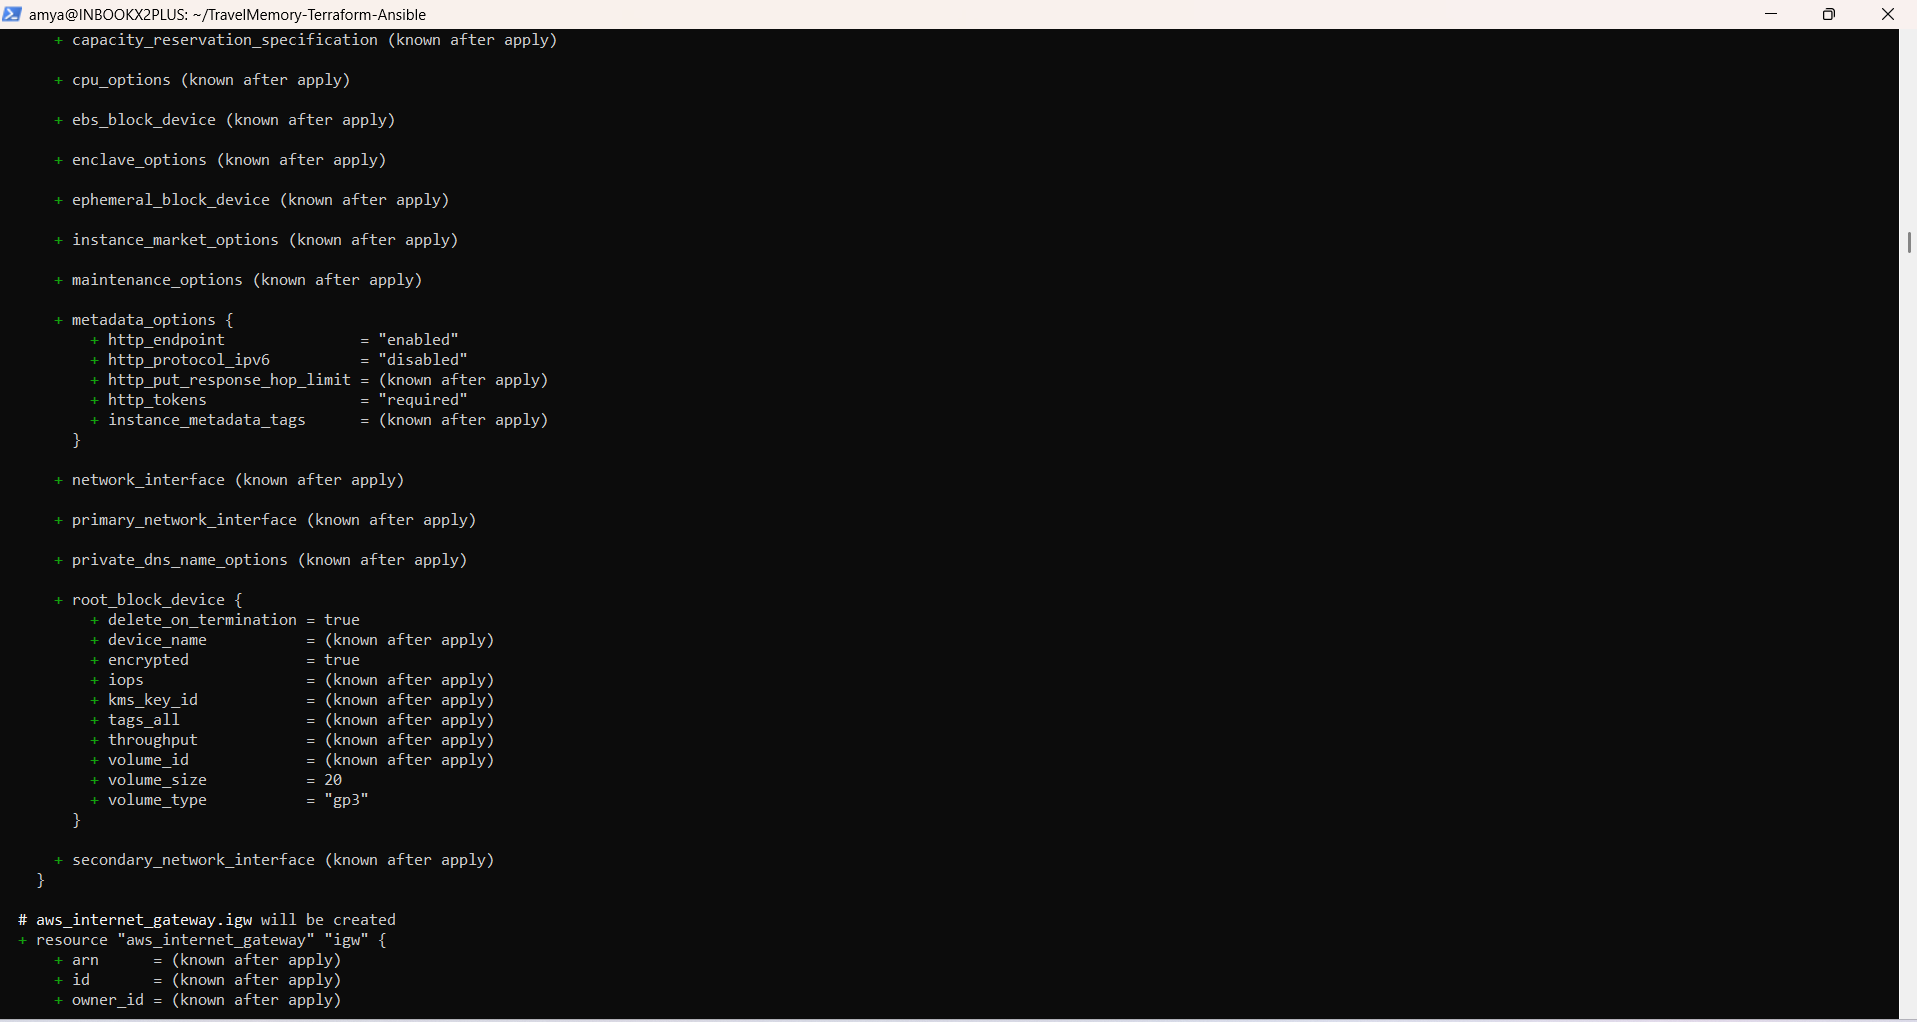 amya@INBOOKX2PLUS: ~/TravelMemory-Terraform-Ansible
+ capacity_reservation_specification (known after apply)
+ cpu_options (known after apply)
+ ebs_block_device (known after apply)
+ enclave_options (known after apply)
+ ephemeral_block_device (known after apply)
+ instance_market_options (known after apply)
+ maintenance_options (known after apply)
+ metadata_options {
+ http_endpoint = "enabled"
+ http_protocol_ipv6 = "disabled"
+ http_put_response_hop_limit = (known after apply)
+ http_tokens = "required"
+ instance_metadata_tags = (known after apply)
}
+ network_interface (known after apply)
+ primary_network_interface (known after apply)
+ private_dns_name_options (known after apply)
+ root_block_device {
+ delete_on_termination = true
+ device_name = (known after apply)
+ encrypted = true
+ iops = (known after apply)
+ kms_key_id = (known after apply)
+ tags_all = (known after apply)
+ throughput = (known after apply)
+ volume_id = (known after apply)
+ volume_size = 20
+ volume_type = "gp3"
}
+ secondary_network_interface (known after apply)
}
# aws_internet_gateway.igw will be created
+ resource "aws_internet_gateway" "igw" {
+ arn = (known after apply)
+ id = (known after apply)
+ owner_id = (known after apply)